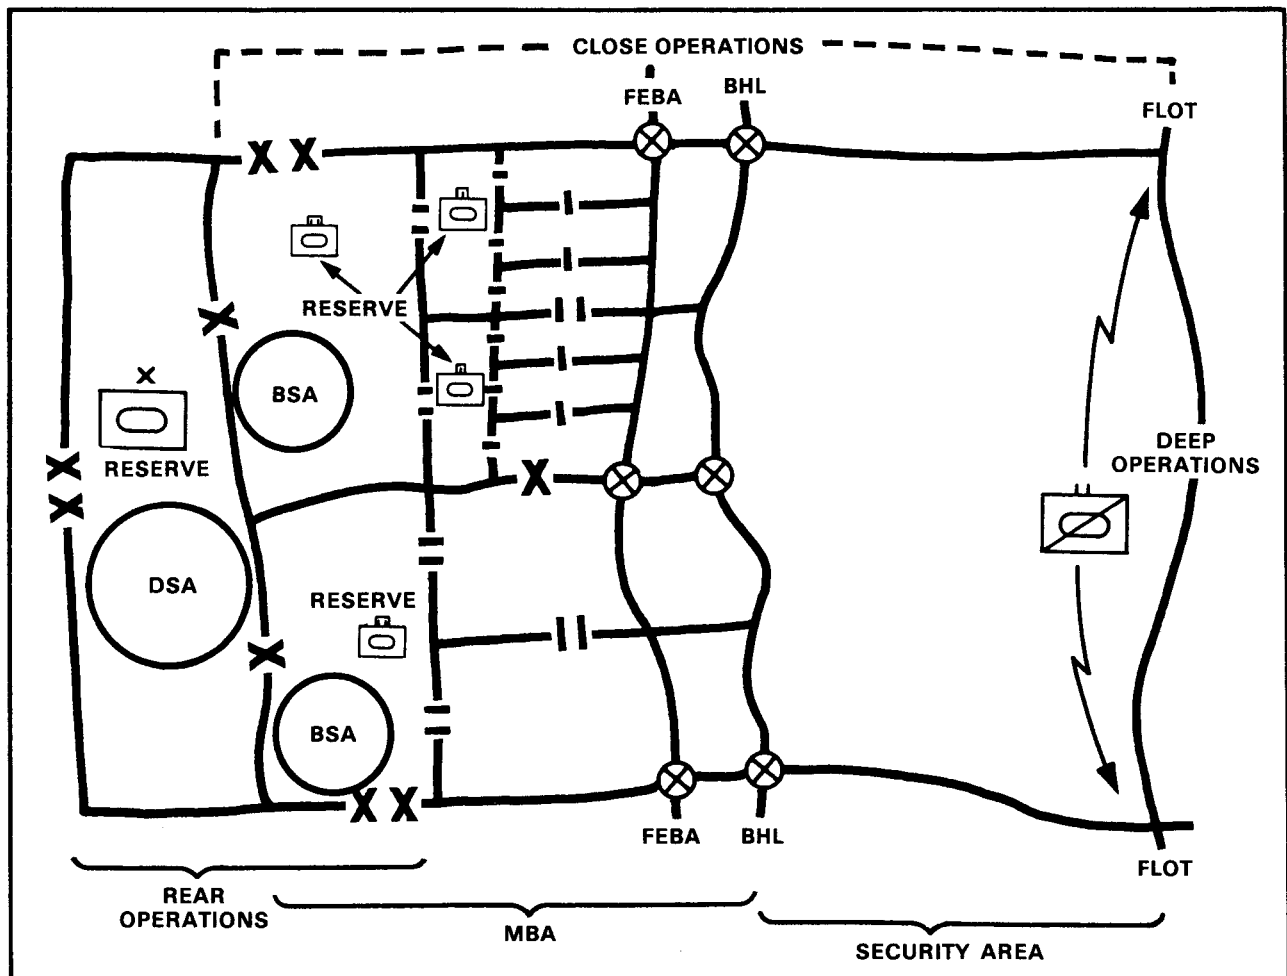 CLOSE OPERATIONS
FEBA
BHL
FLOT
RESERVE
BSA
RESERVE
DEEP
OPERATIONS
DSA
RESERVE
BSA
FEBA
BHL
FLOT
REAR
OPERATIONS
MBA
SECURITY AREA